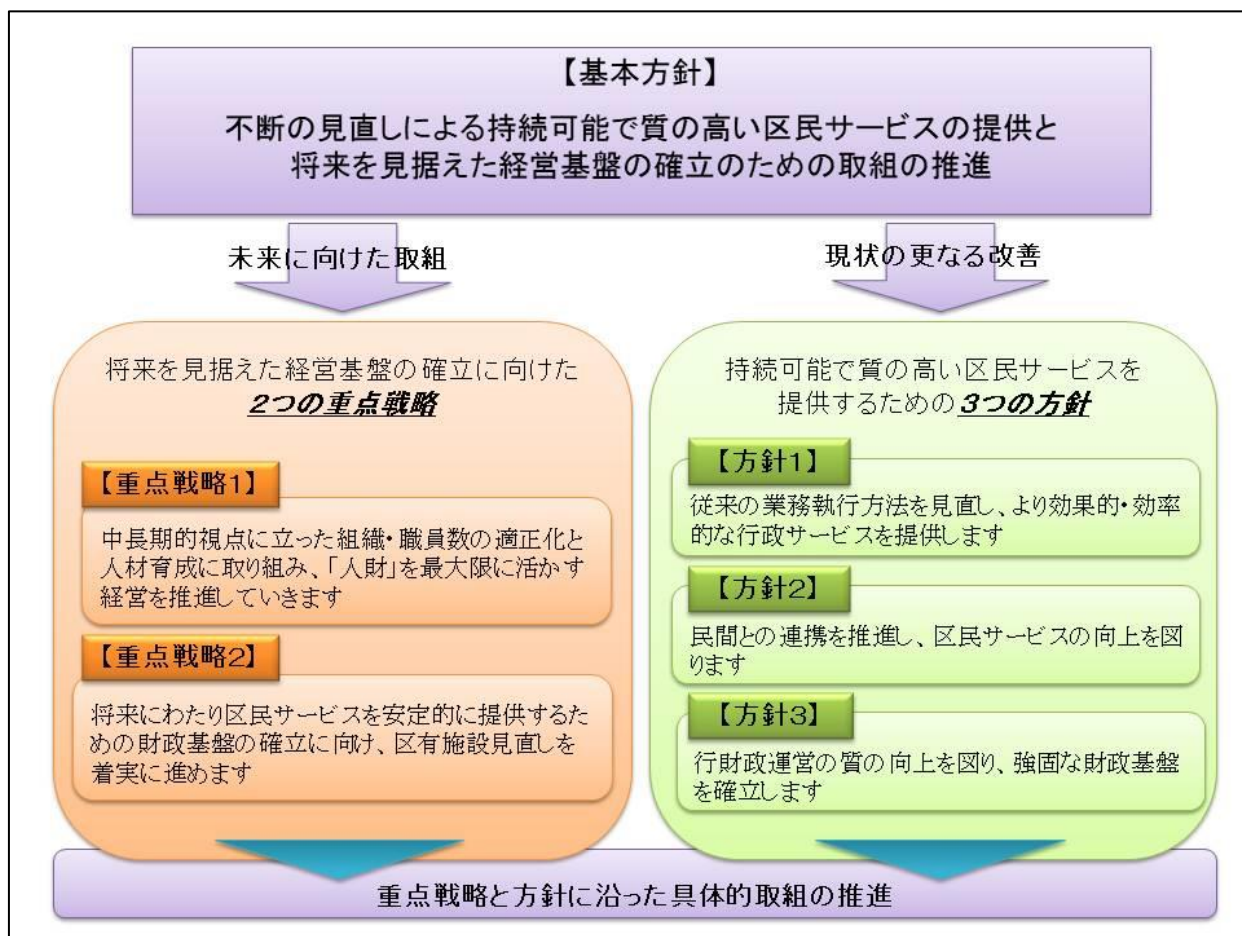 【基本方針】
不断の見直しによる持続可能で質の高い区民サービスの提供と
将来を見据えた経営基盤の確立のための取組の推進
未来に向けた取組
現状の更なる改善
将来を見据えた経営基盤の確立に向けた
2つの重点戦略
【重点戦略1】
中長期的視点に立った組織・職員数の適正化と
人材育成に取り組み、「人財」を最大限に活かす
経営を推進していきます
【重点戦略2】
将来にわたり区民サービスを安定的に提供するた
めの財政基盤の確立に向け、区有施設見直しを
着実に進めます
持続可能で質の高い区民サービスを
提供するための3つの方針
【方針1】
従来の業務執行方法を見直し、より効果的・効率
的な行政サービスを提供します
【方針2】
民間との連携を推進し、区民サービスの向上を図
ります
【方針3】
行財政運営の質の向上を図り、強固な財政基盤
を確立します
重点戦略と方針に沿った具体的取組の推進